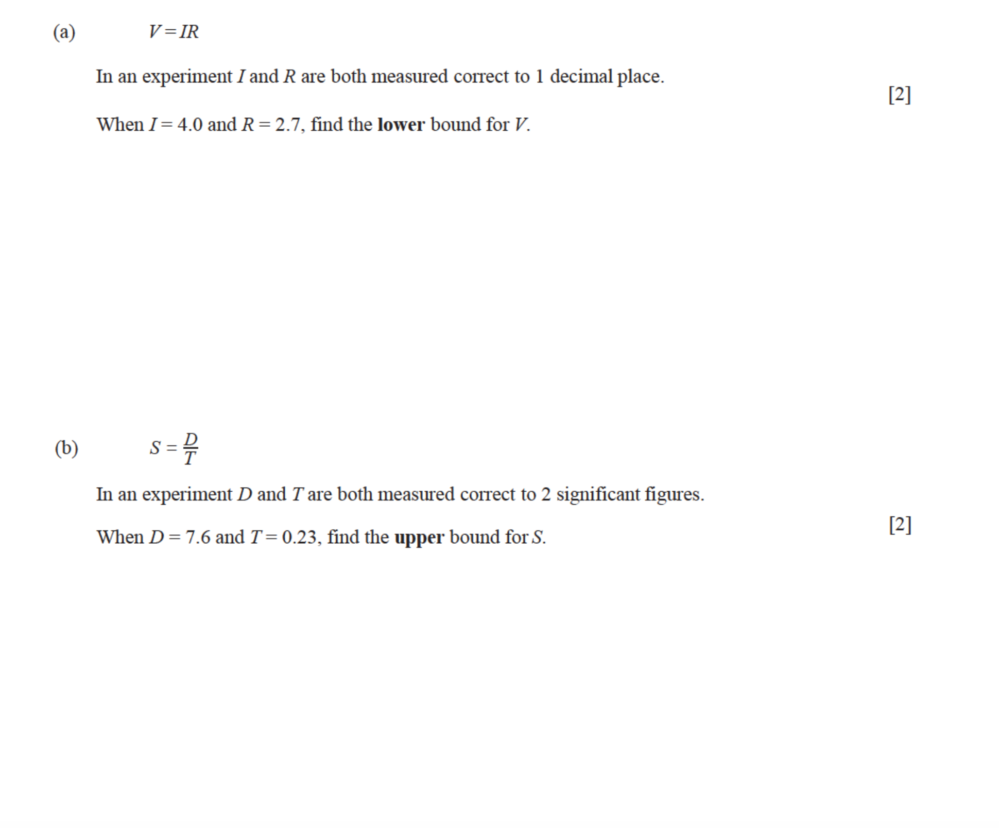 (a) V = IR
In an experiment I and R are both measured correct to 1 decimal place.
[2]
When I = 4.0 and R = 2.7, find the lower bound for V.
(b) S = D/T
In an experiment D and T are both measured correct to 2 significant figures.
[2]
When D = 7.6 and T = 0.23, find the upper bound for S.